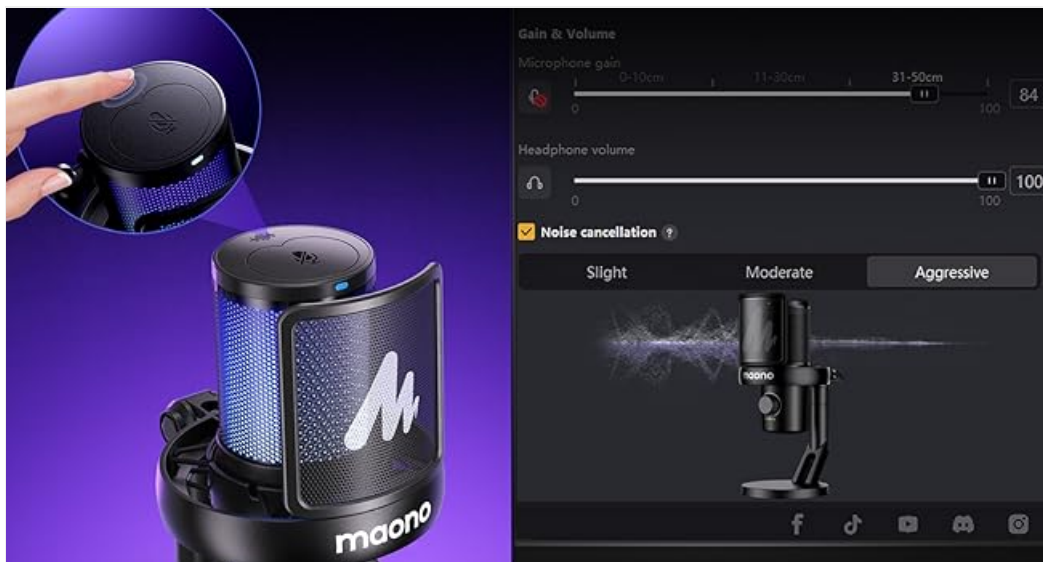 Gain & Volume
Microphone gain
0-10cm 11-30cm 31-50cm
84
0 100
Headphone volume
100
0 100
Noise cancellation ?
Slight Moderate Aggressive
maono
maono